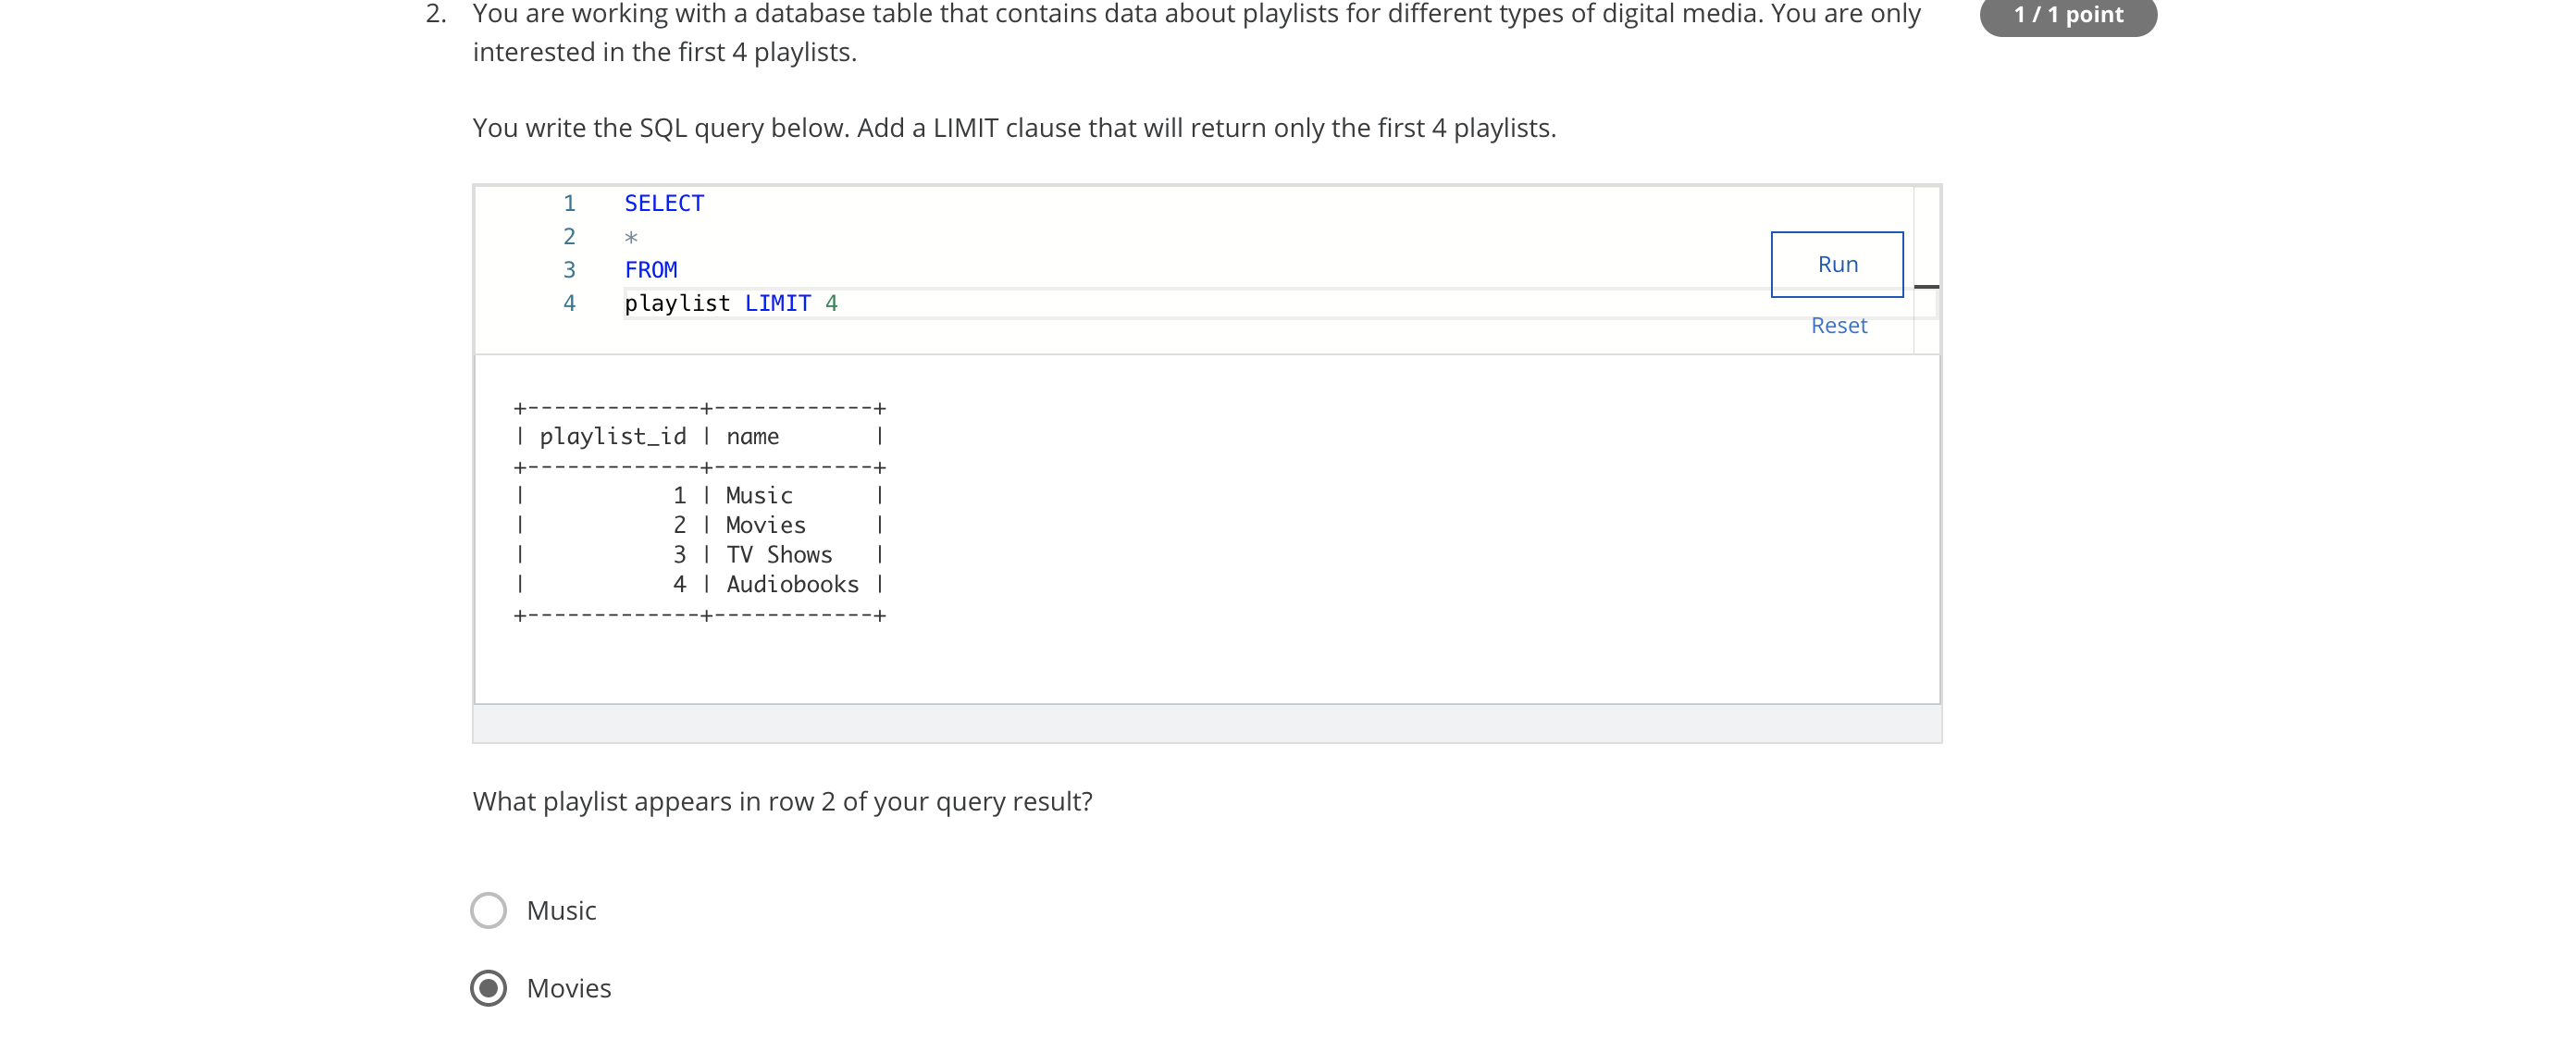 2. You are working with a database table that contains data about playlists for different types of digital media. You are only 1 / 1 point
interested in the first 4 playlists.
You write the SQL query below. Add a LIMIT clause that will return only the first 4 playlists.
1 SELECT
2 *
3 FROM
4 playlist LIMIT 4
Run
Reset
+-------------+------------+
| playlist_id | name       |
+-------------+------------+
|           1 | Music      |
|           2 | Movies     |
|           3 | TV Shows   |
|           4 | Audiobooks |
+-------------+------------+
What playlist appears in row 2 of your query result?
Music
Movies